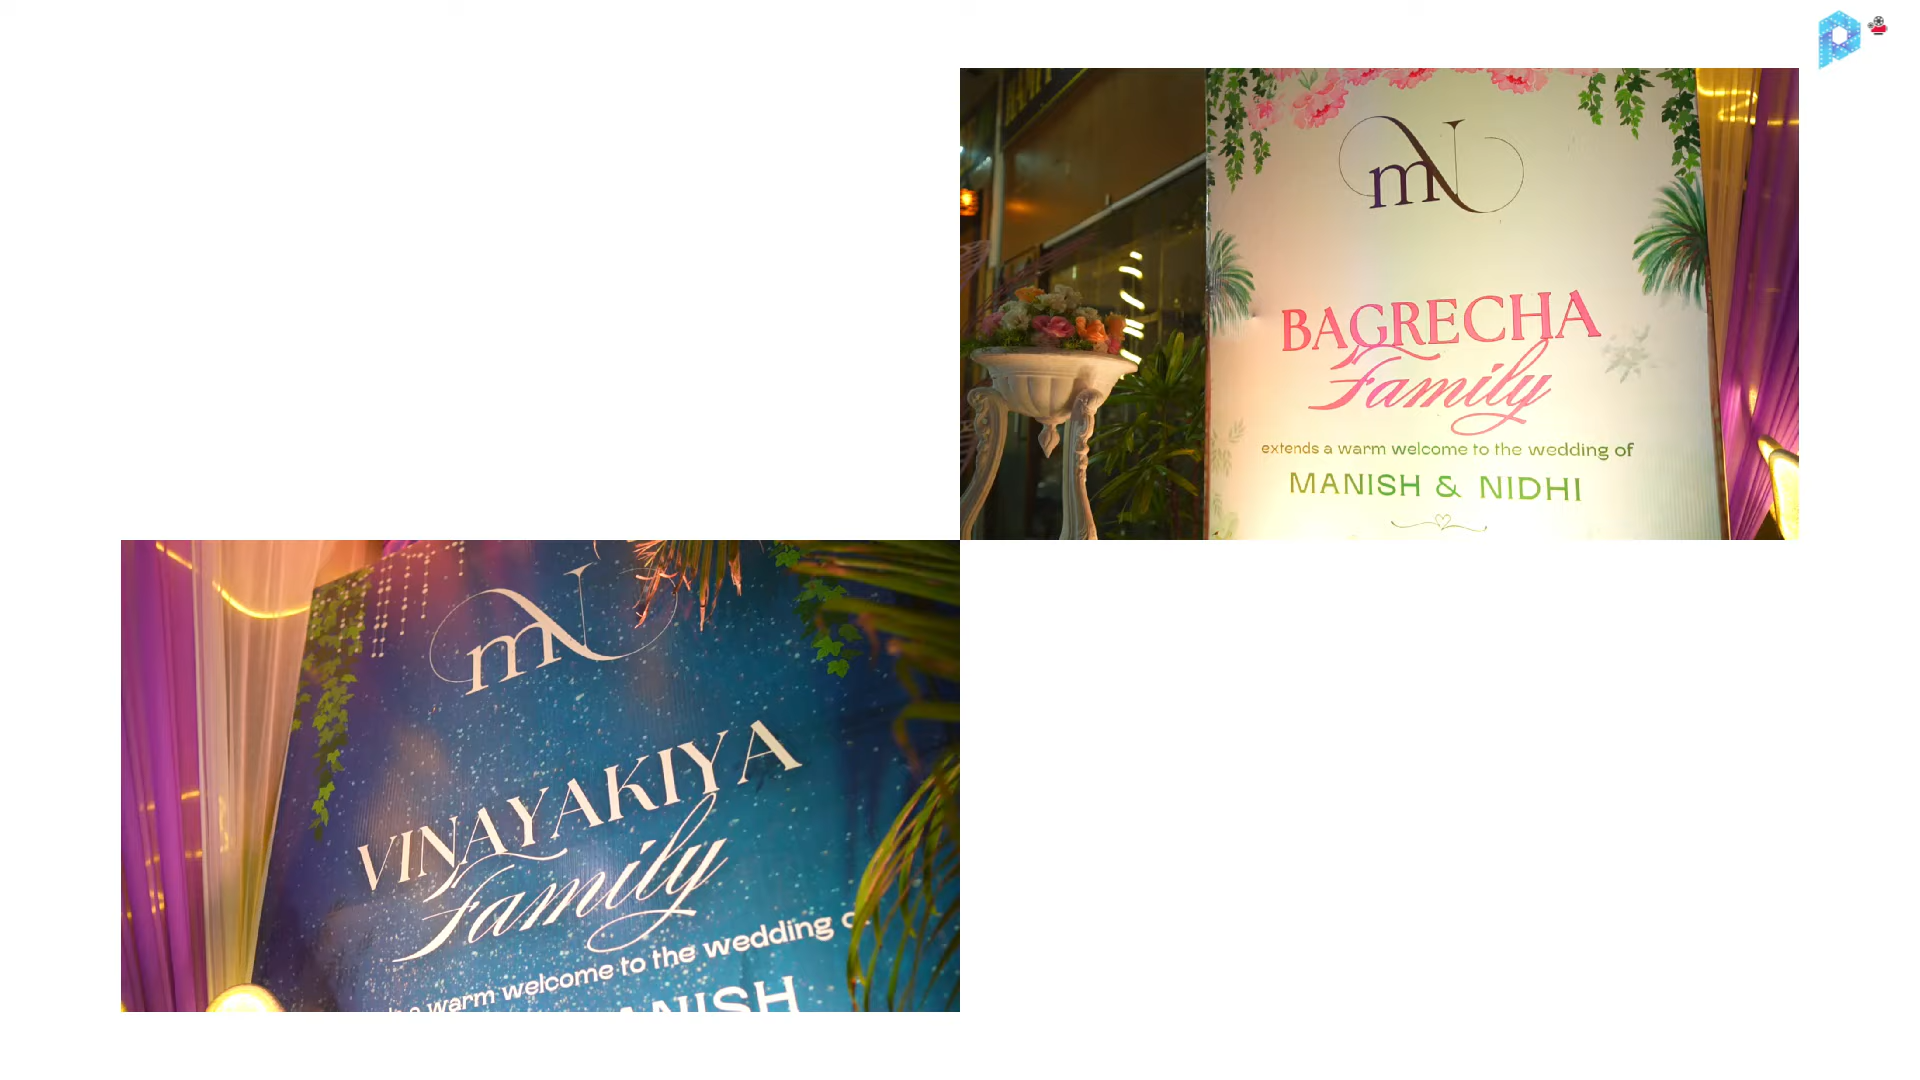 mN
BAGRECHA
Family
extends a warm welcome to the wedding of
MANISH & NIDHI
mN
VINAYAKIYA
Family
warm welcome to the wedding
MANISH